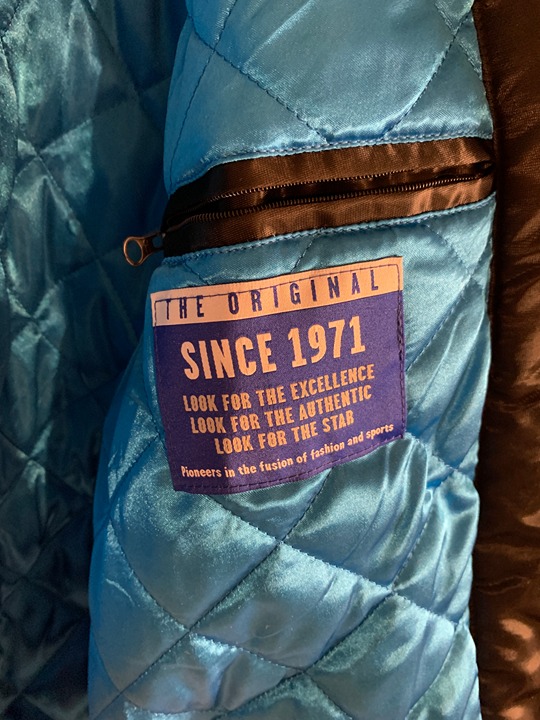 THE ORIGINAL
SINCE 1971
LOOK FOR THE EXCELLENCE
LOOK FOR THE AUTHENTIC
LOOK FOR THE STAR
Pioneers in the fusion of fashion and sports